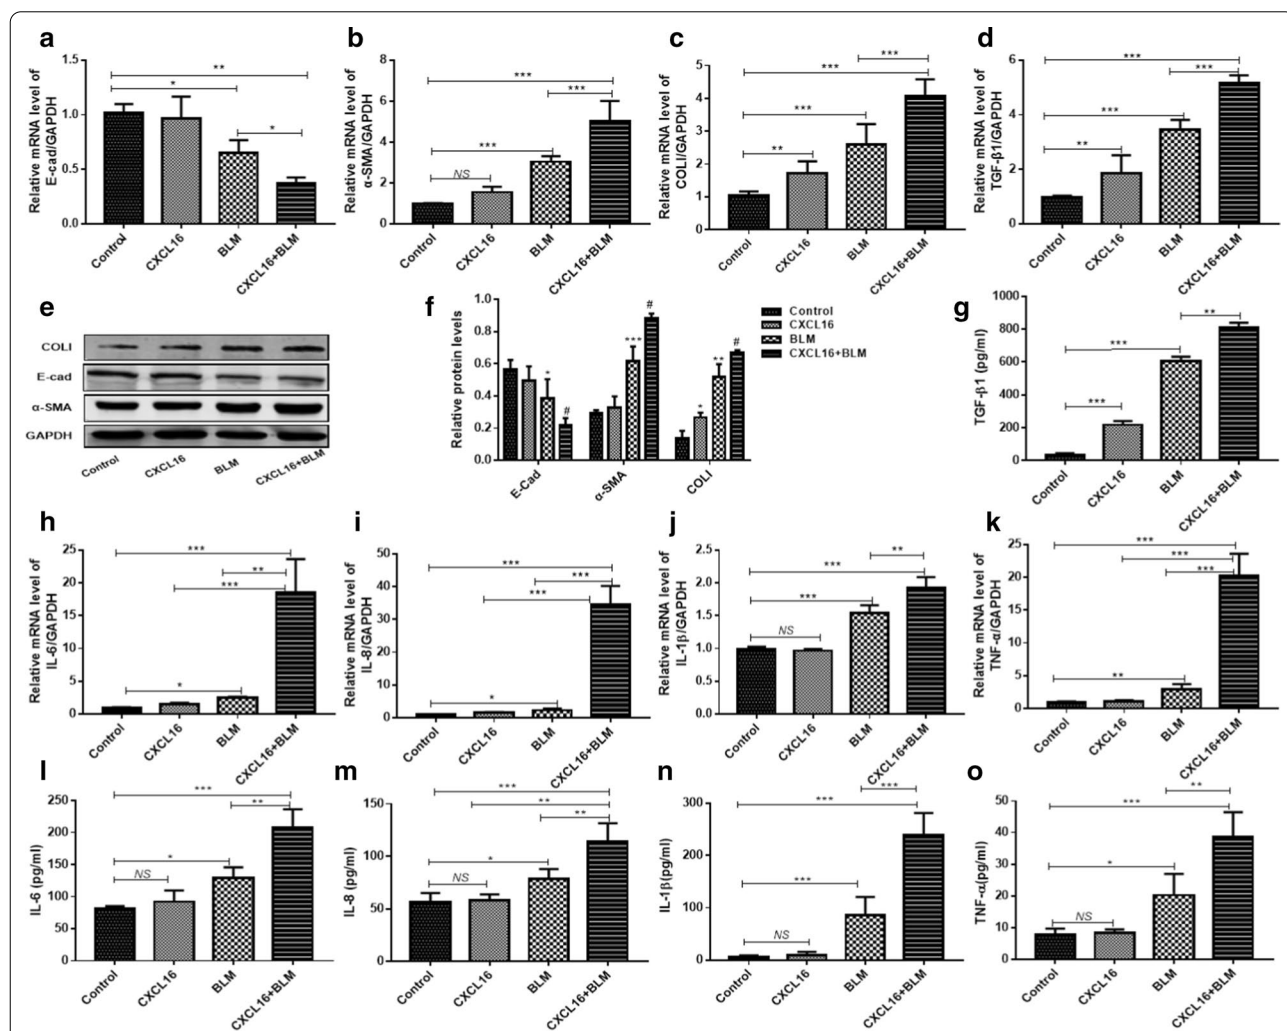 a
Relative mRNA level of
E-cad/GAPDH
1.5
1.0
0.5
0.0
**
*
*
Control
CXCL16
BLM
CXCL16+BLM
b
Relative mRNA level of
α-SMA/GAPDH
8
6
4
2
0
***
***
***
NS
Control
CXCL16
BLM
CXCL16+BLM
c
Relative mRNA level of
COLI/GAPDH
5
4
3
2
1
0
***
***
***
**
Control
CXCL16
BLM
CXCL16+BLM
d
Relative mRNA level of
TGF-β1/GAPDH
6
4
2
0
***
***
***
**
Control
CXCL16
BLM
CXCL16+BLM
e
COLI
E-cad
α-SMA
GAPDH
Control
CXCL16
BLM
CXCL16+BLM
f
Relative protein levels
1.0
0.8
0.6
0.4
0.2
0.0
*
#
***
#
*
**
#
E-Cad
α-SMA
COLI
Control
CXCL16
BLM
CXCL16+BLM
g
TGF-β1 (pg/ml)
1000
800
600
400
200
0
**
***
***
Control
CXCL16
BLM
CXCL16+BLM
h
Relative mRNA level of
IL-6/GAPDH
25
20
15
10
5
0
***
**
***
*
Control
CXCL16
BLM
CXCL16+BLM
i
Relative mRNA level of
IL-8/GAPDH
50
40
30
20
10
0
***
***
***
*
Control
CXCL16
BLM
CXCL16+BLM
j
Relative mRNA level of
IL-1β/GAPDH
2.5
2.0
1.5
1.0
0.5
0.0
**
***
***
NS
Control
CXCL16
BLM
CXCL16+BLM
k
Relative mRNA level of
TNF-α/GAPDH
25
20
15
10
5
0
***
***
***
**
Control
CXCL16
BLM
CXCL16+BLM
l
IL-6 (pg/ml)
250
200
150
100
50
0
***
**
*
NS
Control
CXCL16
BLM
CXCL16+BLM
m
IL-8 (pg/ml)
150
100
50
0
***
**
**
*
NS
Control
CXCL16
BLM
CXCL16+BLM
n
IL-1β(pg/ml)
300
200
100
0
***
***
***
NS
Control
CXCL16
BLM
CXCL16+BLM
o
TNF-α(pg/ml)
50
40
30
20
10
0
**
***
*
NS
Control
CXCL16
BLM
CXCL16+BLM